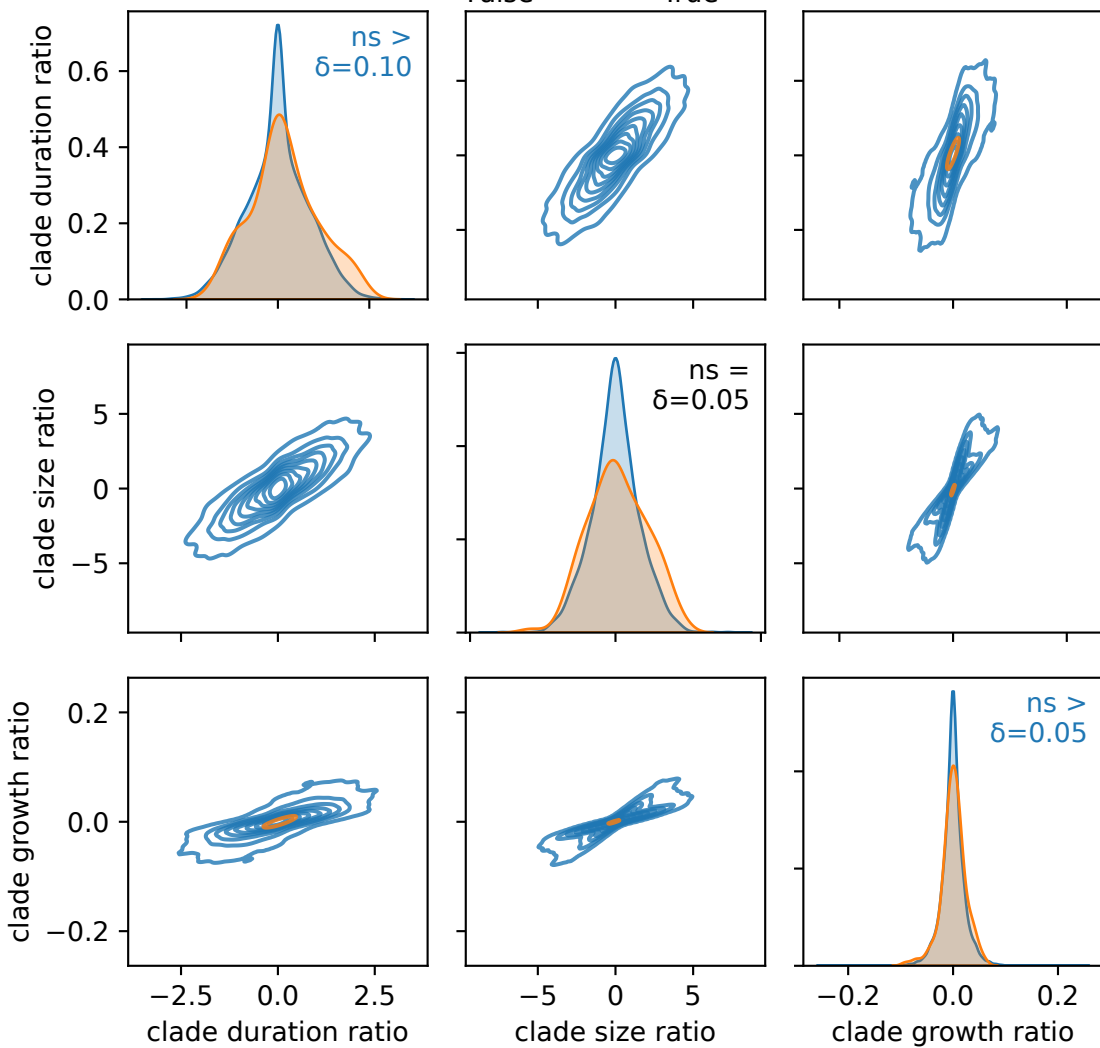 clade duration ratio
0.6
0.4
0.2
0.0
ns >
δ=0.10
clade size ratio
5
0
−5
ns =
δ=0.05
clade growth ratio
0.2
0.0
−0.2
ns >
δ=0.05
−2.5 0.0 2.5
clade duration ratio
−5 0 5
clade size ratio
−0.2 0.0 0.2
clade growth ratio